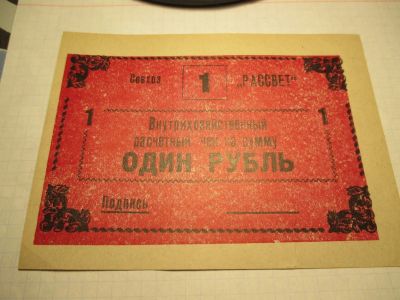 Совхоз 1 „РАССВЕТ"
1 1
Внутрихозяйственный
расчетный чек на сумму
ОДИН РУБЛЬ
Подпись